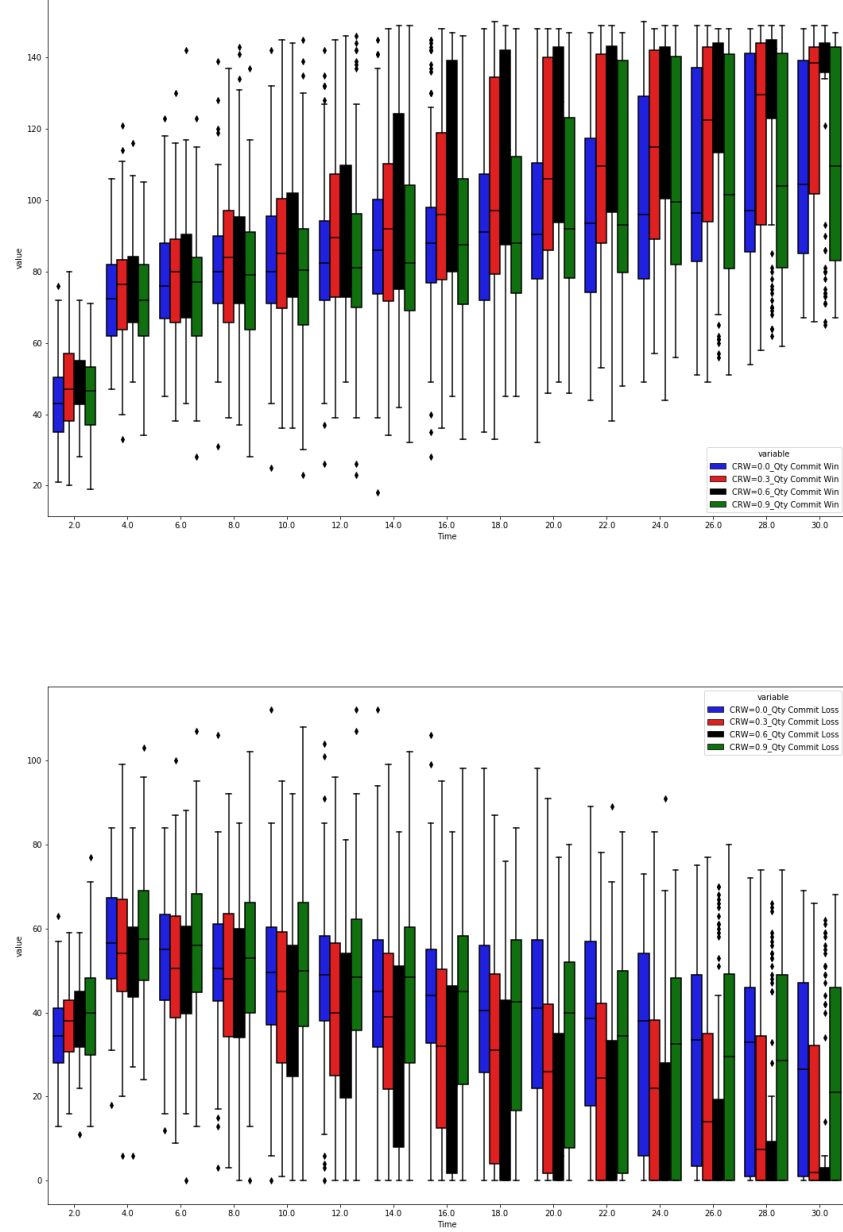 140
120
100
value
80
60
40
20
variable
CRW=0.0_Qty Commit Win
CRW=0.3_Qty Commit Win
CRW=0.6_Qty Commit Win
CRW=0.9_Qty Commit Win
2.0 4.0 6.0 8.0 10.0 12.0 14.0 16.0 18.0 20.0 22.0 24.0 26.0 28.0 30.0
Time
variable
CRW=0.0_Qty Commit Loss
CRW=0.3_Qty Commit Loss
CRW=0.6_Qty Commit Loss
CRW=0.9_Qty Commit Loss
100
80
60
value
40
20
0
2.0 4.0 6.0 8.0 10.0 12.0 14.0 16.0 18.0 20.0 22.0 24.0 26.0 28.0 30.0
Time